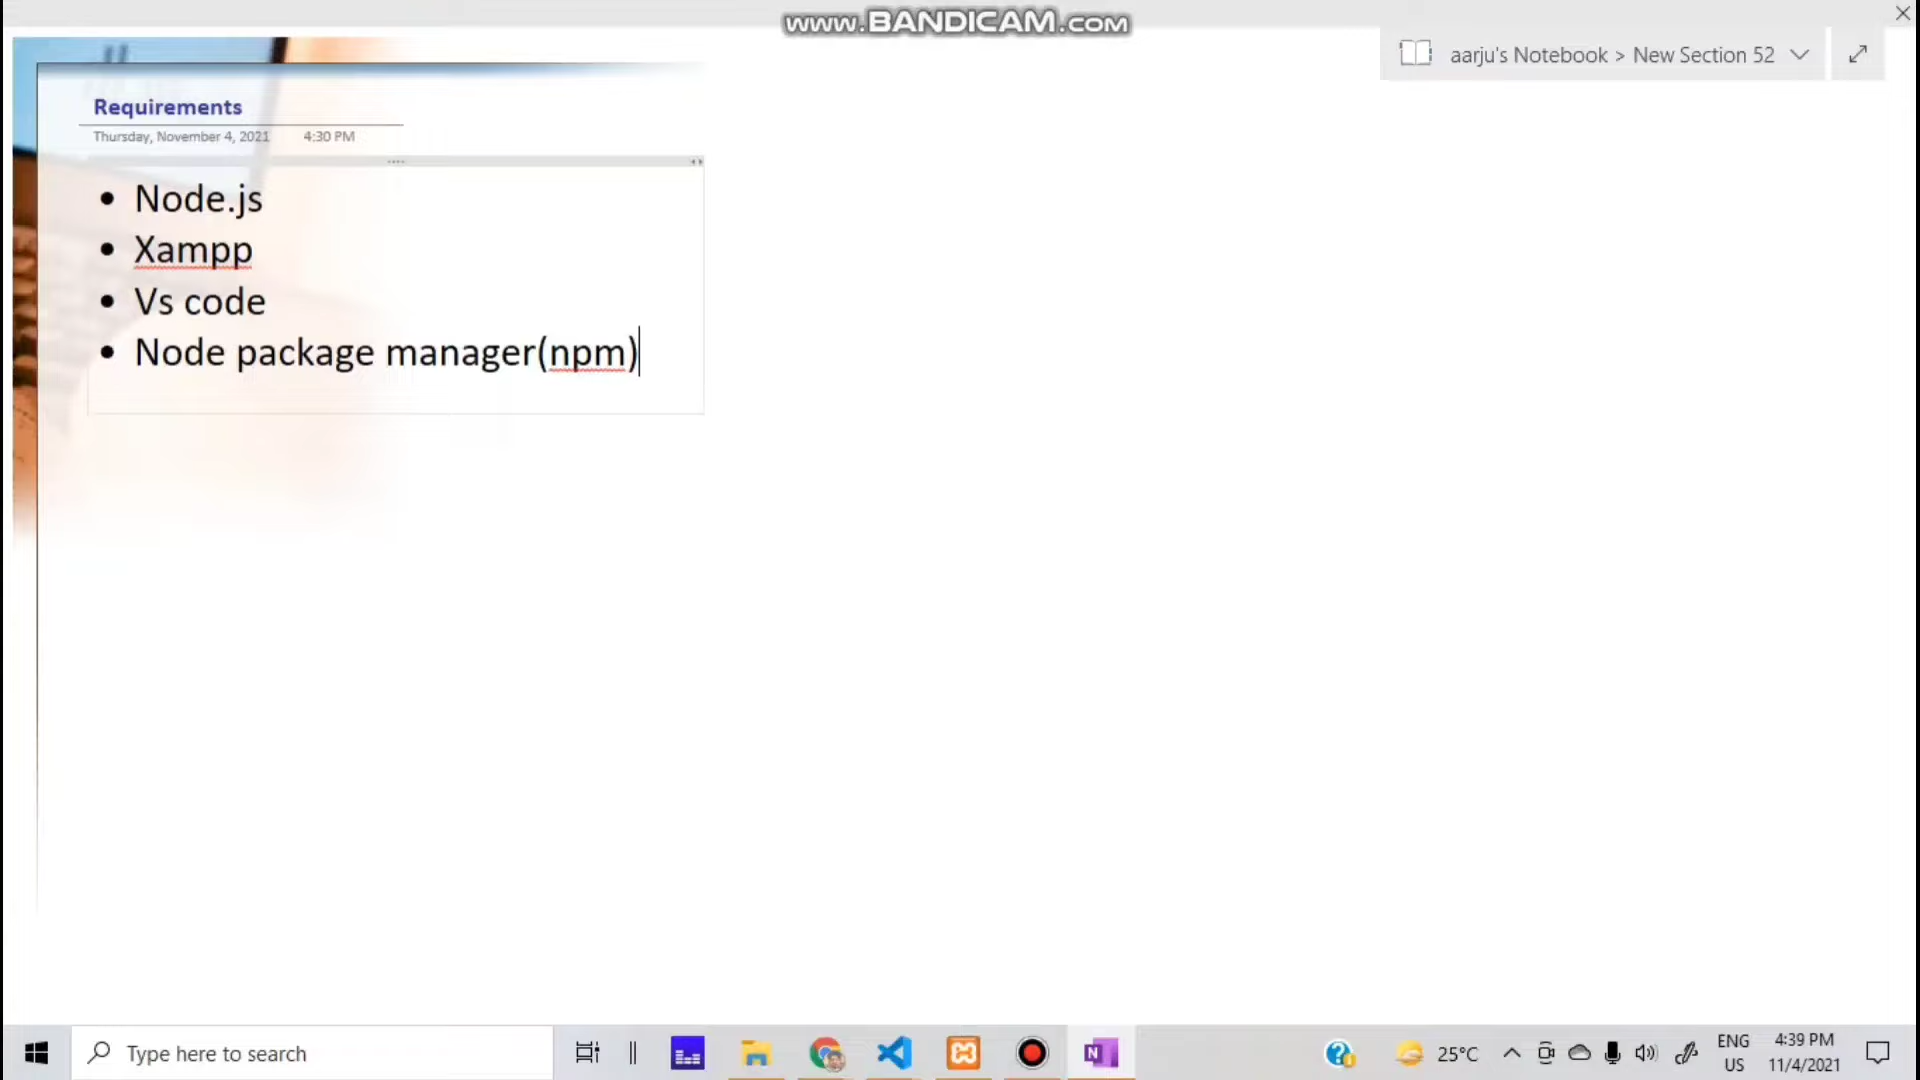 www.BANDICAM.com
aarju's Notebook > New Section 52
Requirements
Thursday, November 4, 2021 4:30 PM
• Node.js
• Xampp
• Vs code
• Node package manager(npm)
Type here to search
25°C
ENG
US
4:39 PM
11/4/2021